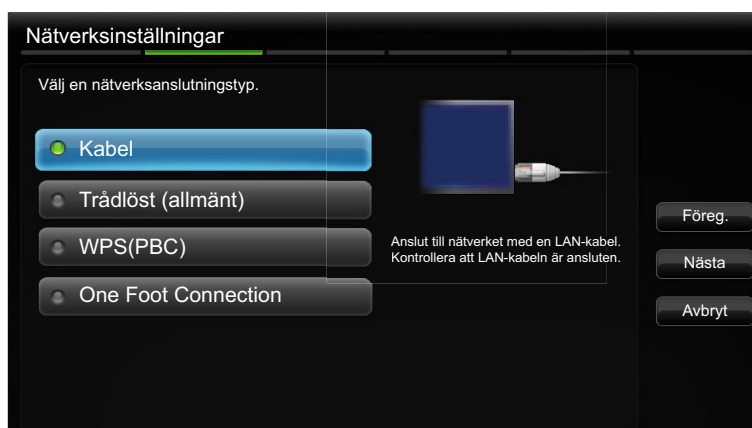 Nätverksinställningar
Välj en nätverksanslutningstyp.
Kabel
Trådlöst (allmänt)
WPS(PBC)
One Foot Connection
Anslut till nätverket med en LAN-kabel.
Kontrollera att LAN-kabeln är ansluten.
Föreg.
Nästa
Avbryt